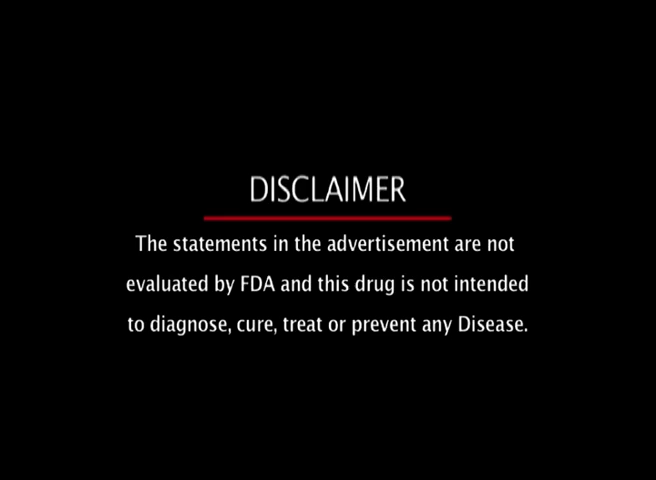 DISCLAIMER
The statements in the advertisement are not
evaluated by FDA and this drug is not intended
to diagnose, cure, treat or prevent any Disease.